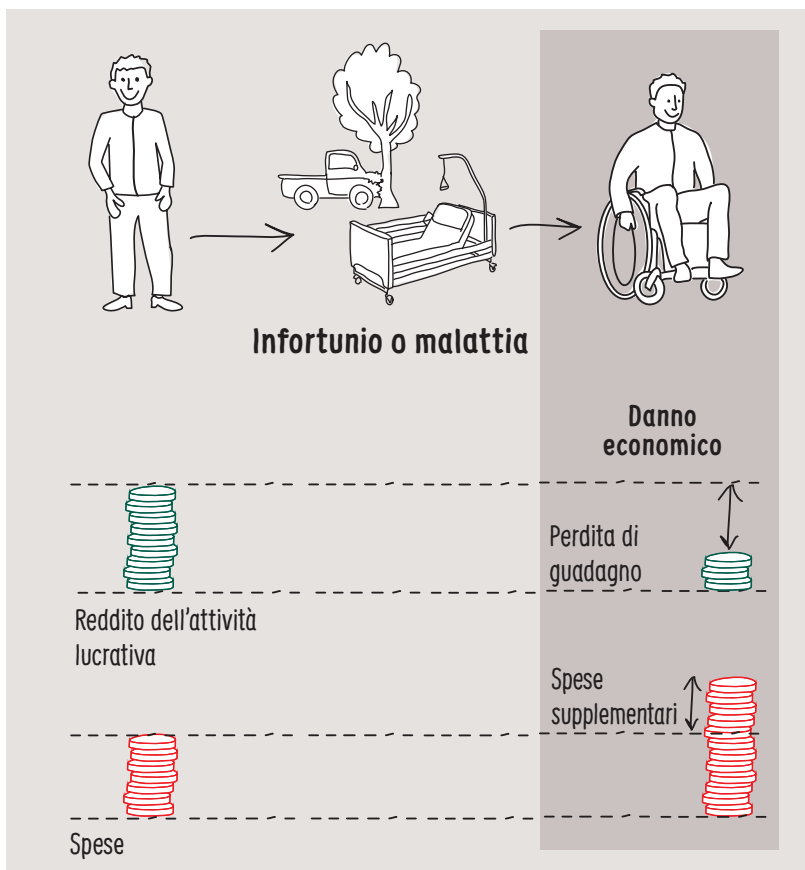 Infortunio o malattia
Danno
economico
Perdita di
guadagno
Reddito dell'attività
lucrativa
Spese
supplementari
Spese